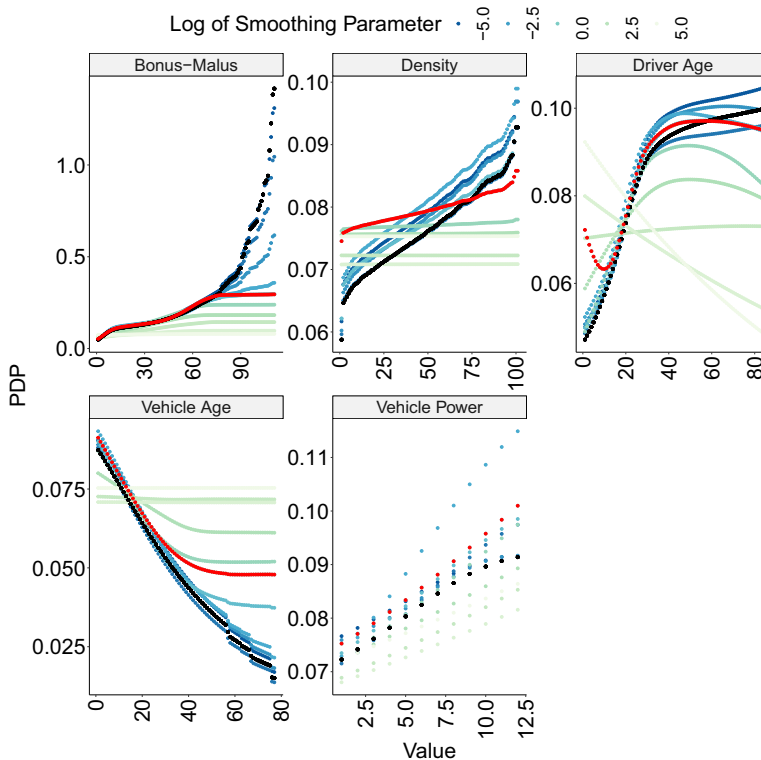 Log of Smoothing Parameter -5.0 -2.5 0.0 2.5 5.0
Bonus-Malus Density Driver Age
PDP
1.0
0.5
0.0
0 30 60 90
0.10
0.09
0.08
0.07
0.06
0 25 50 75 100
0.10
0.08
0.06
0 20 40 60 80
Vehicle Age Vehicle Power
0.075
0.050
0.025
0 20 40 60 80
0.11
0.10
0.09
0.08
0.07
2.5 5.0 7.5 10.0 12.5
Value